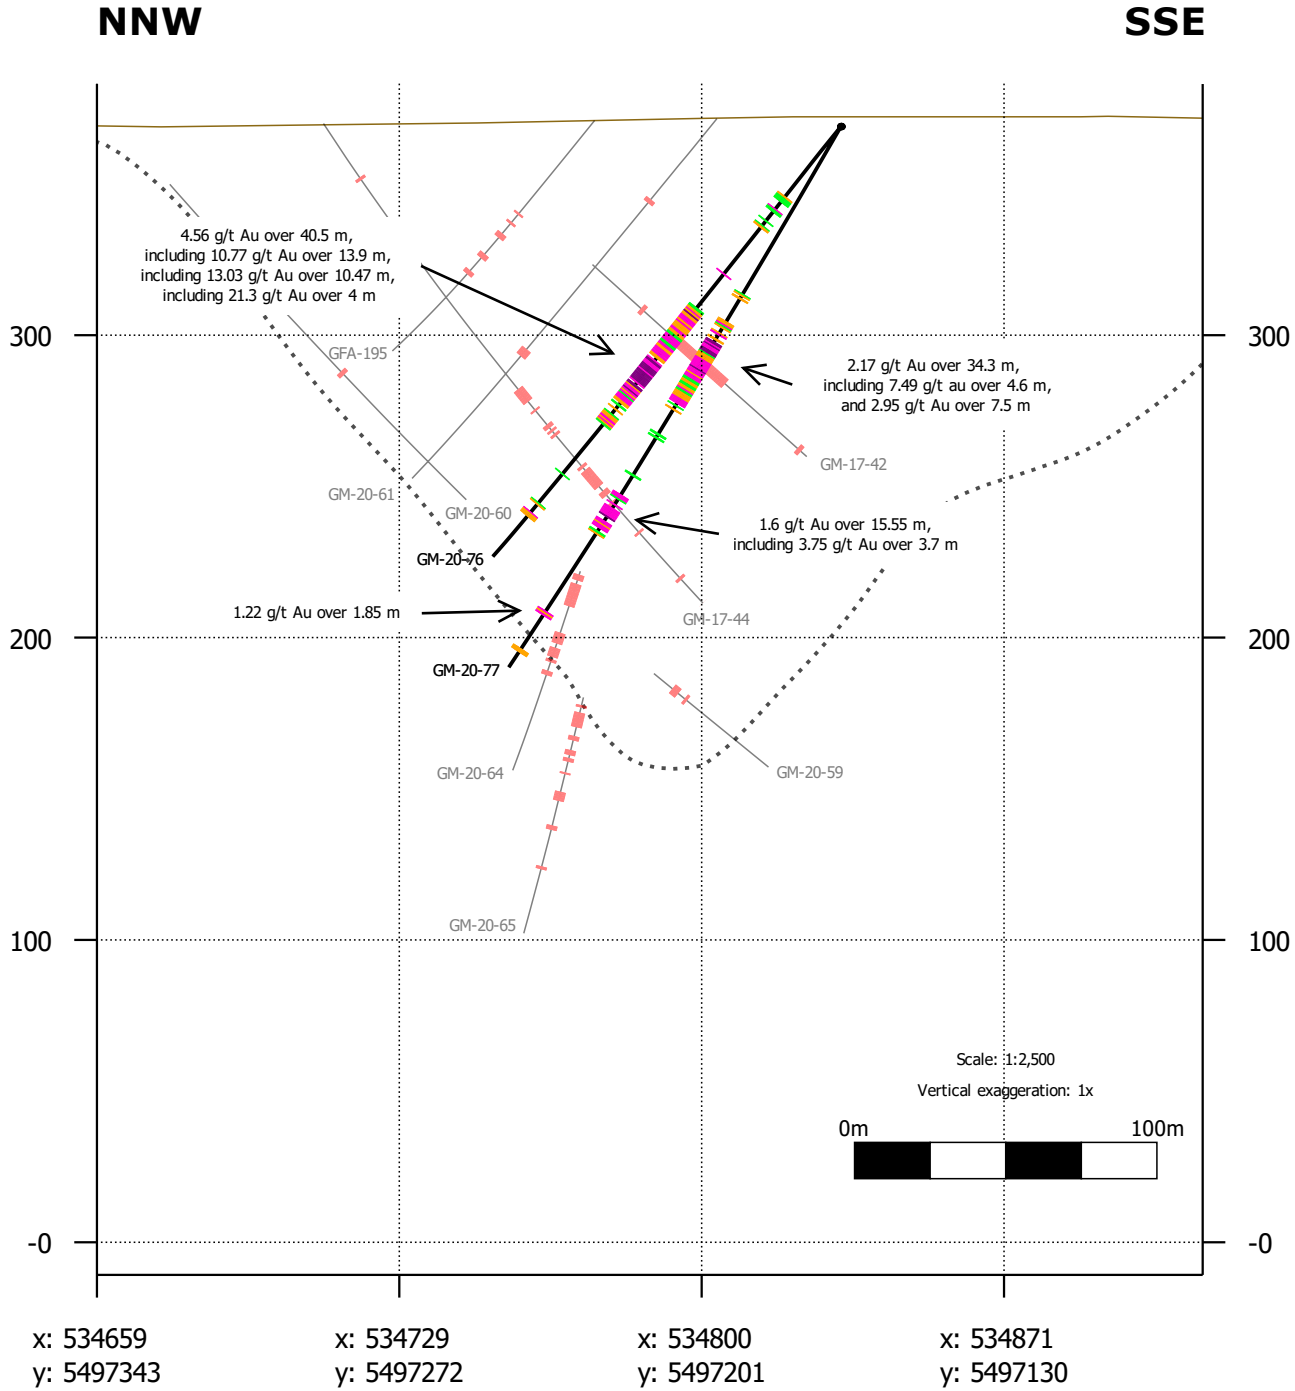 NNW
SSE
4.56 g/t Au over 40.5 m,
including 10.77 g/t Au over 13.9 m,
including 13.03 g/t Au over 10.47 m,
including 21.3 g/t Au over 4 m
300
300
GFA-195
2.17 g/t Au over 34.3 m,
including 7.49 g/t au over 4.6 m,
and 2.95 g/t Au over 7.5 m
GM-17-42
GM-20-61
GM-20-60
1.6 g/t Au over 15.55 m,
including 3.75 g/t Au over 3.7 m
GM-20-76
1.22 g/t Au over 1.85 m
GM-17-44
200
200
GM-20-77
GM-20-64
GM-20-59
GM-20-65
100
100
Scale: 1:2,500
Vertical exaggeration: 1x
0m
100m
-0
-0
x: 534659
y: 5497343
x: 534729
y: 5497272
x: 534800
y: 5497201
x: 534871
y: 5497130